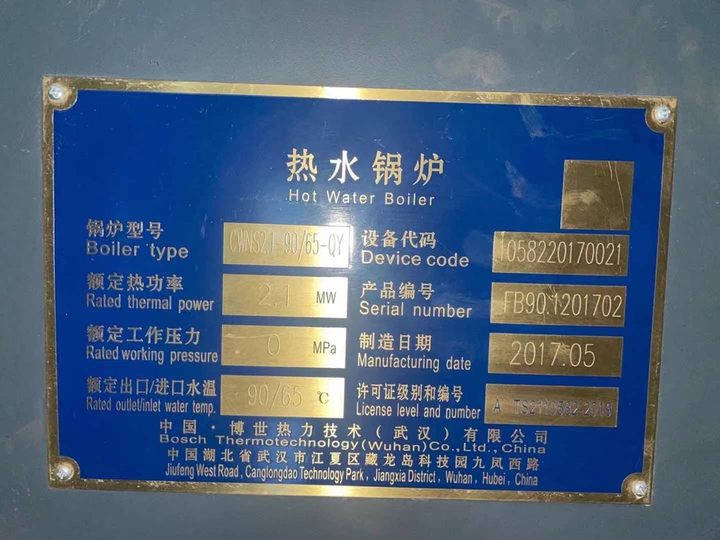 热水锅炉
Hot Water Boiler
锅炉型号 CWNS2.1-90/65-QY 设备代码 1058220170021
Boiler type Device code
额定热功率 2.1 MW 产品编号 FB90.1201702
Rated thermal power Serial number
额定工作压力 0 MPa 制造日期 2017.05
Rated working pressure Manufacturing date
额定出口/进口水温 90/65 ℃ 许可证级别和编号 A
Rated outlet/inlet water temp. License level and number
中国·博世热力技术（武汉）有限公司
Bosch Thermotechnology(Wuhan)Co.,Ltd.,China
中国湖北省武汉市江夏区藏龙岛科技园九凤西路
Jiufeng West Road, Canglongdao Technology Park, Jiangxia District, Wuhan, Hubei, China